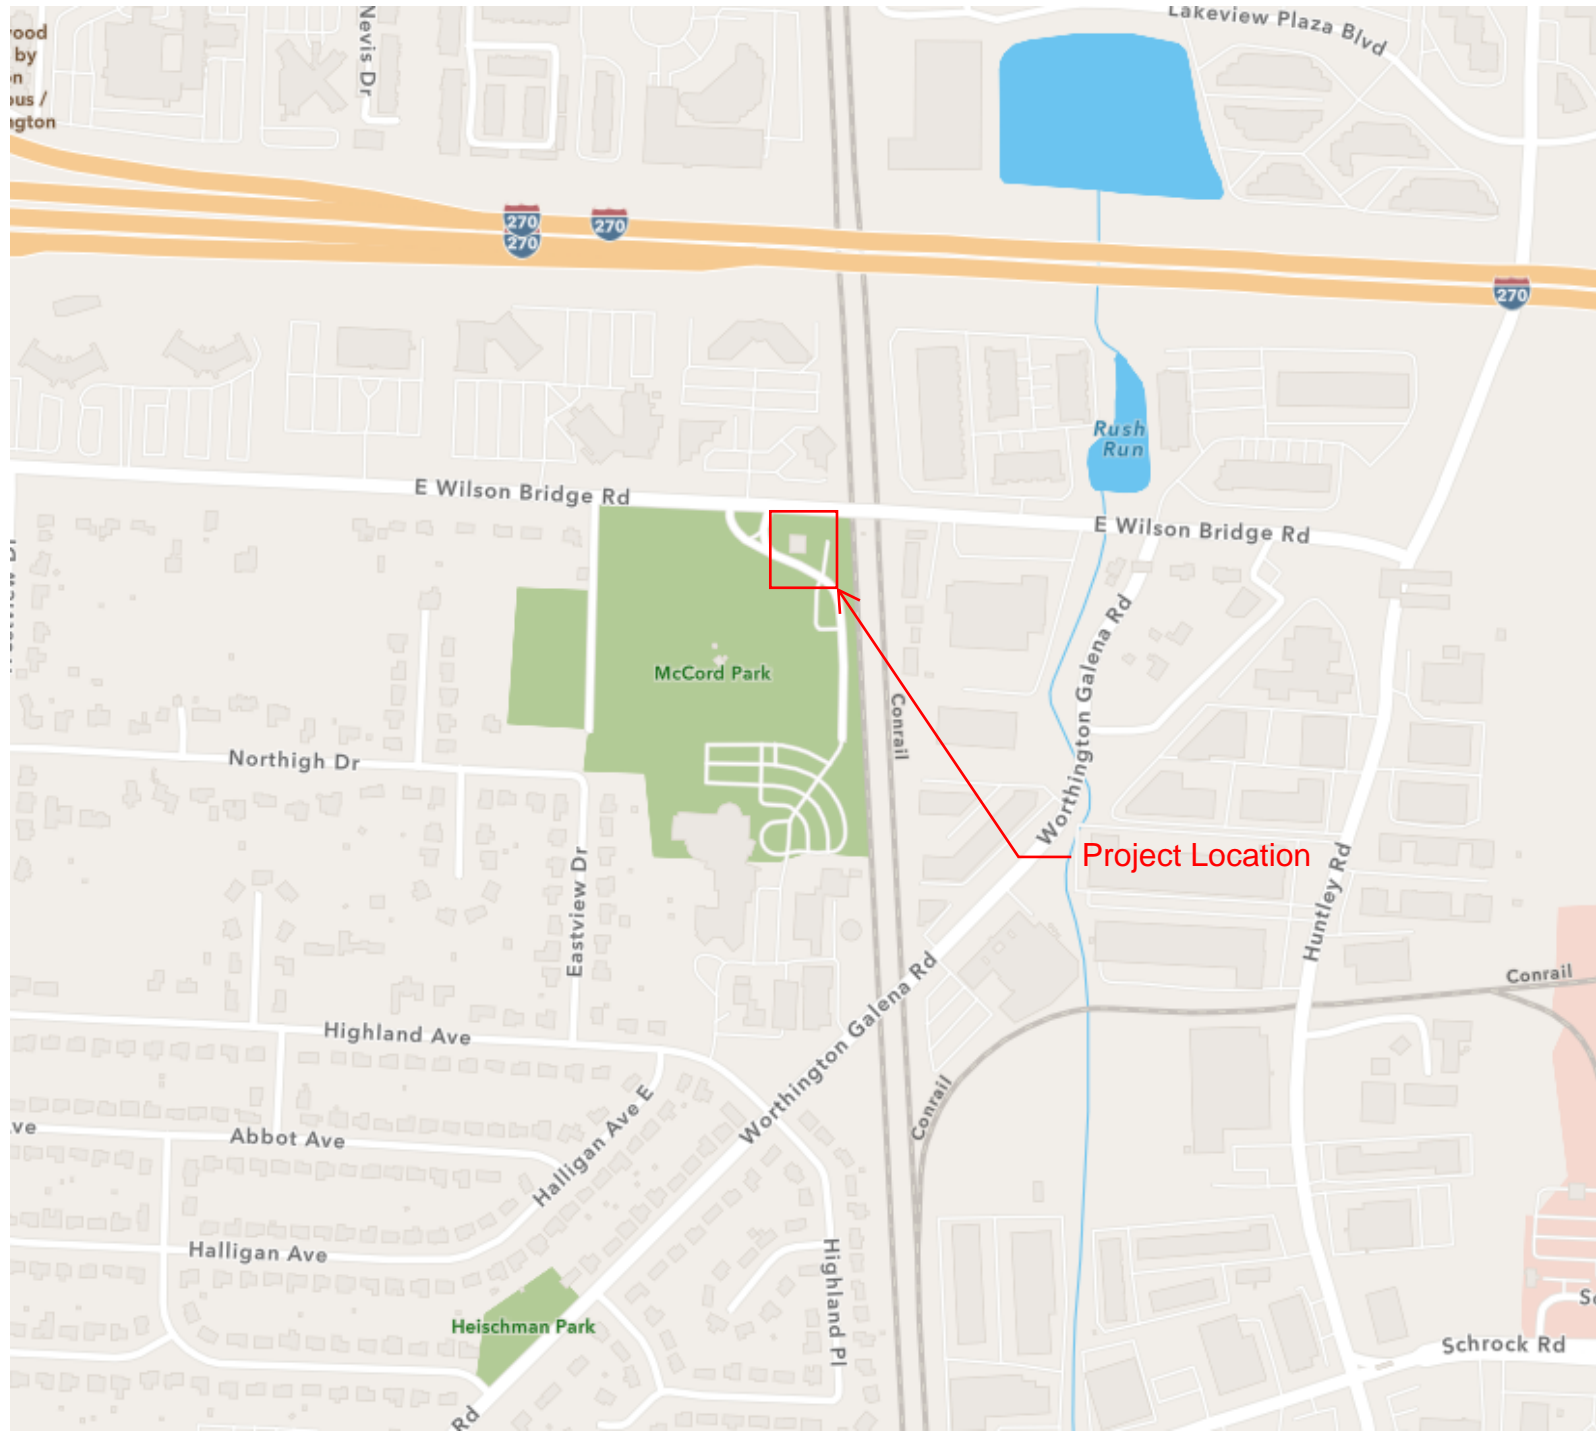 Lakeview Plaza Blvd
Nevis Dr
by
270
270
270
270
Rush
Run
E Wilson Bridge Rd
E Wilson Bridge Rd
McCord Park
Conrail
Worthington Galena Rd
Northigh Dr
Project Location
Huntley Rd
Eastview Dr
Worthington Galena Rd
Conrail
Highland Ave
Conrail
Halligan Ave E
Abbot Ave
Halligan Ave
Highland Pl
Heischman Park
Schrock Rd
Rd